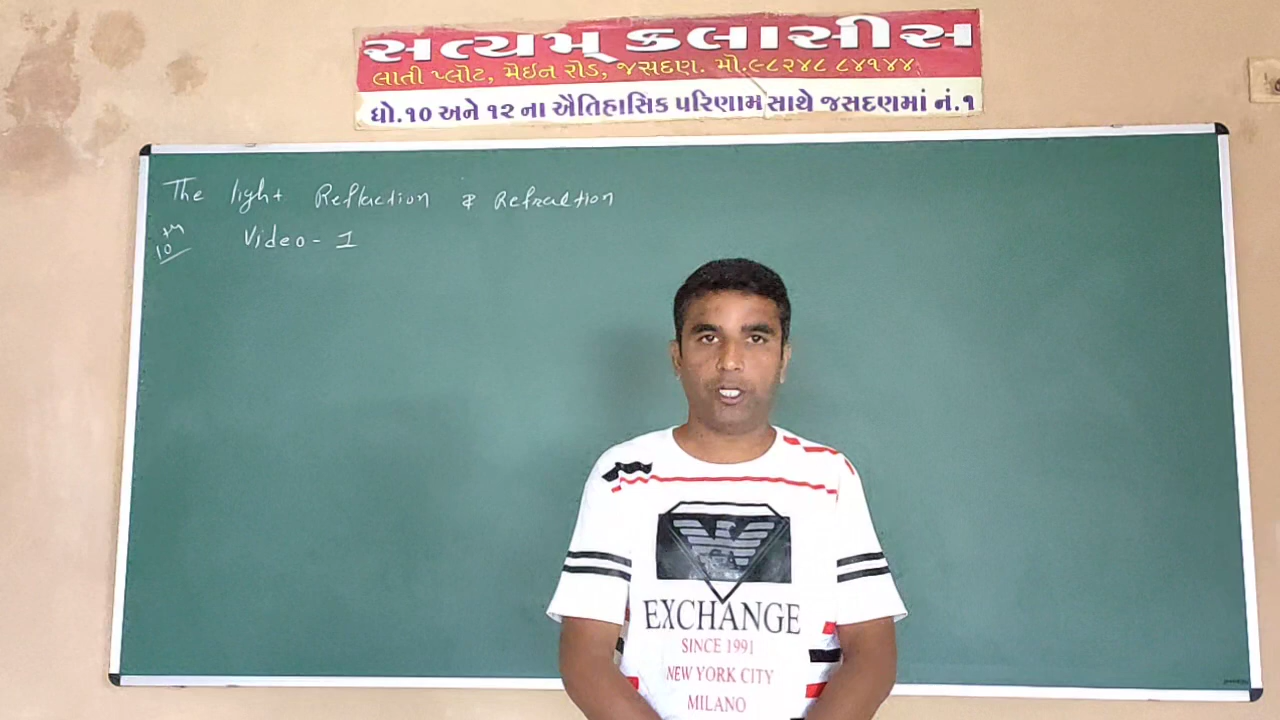 સત્યમ્ ક્લાસીસ
લાતી પ્લોટ, મેઇન રોડ, જસદણ. મો.૯૮૨૪૮ ૮૪૧૪૪
ધો.૧૦ અને ૧૨ ના ઐતિહાસિક પરિણામ સાથે જસદણમાં નં.૧
The light Reflaction & Refraction
10th Video - 1
EXCHANGE
SINCE 1991
NEW YORK CITY
MILANO